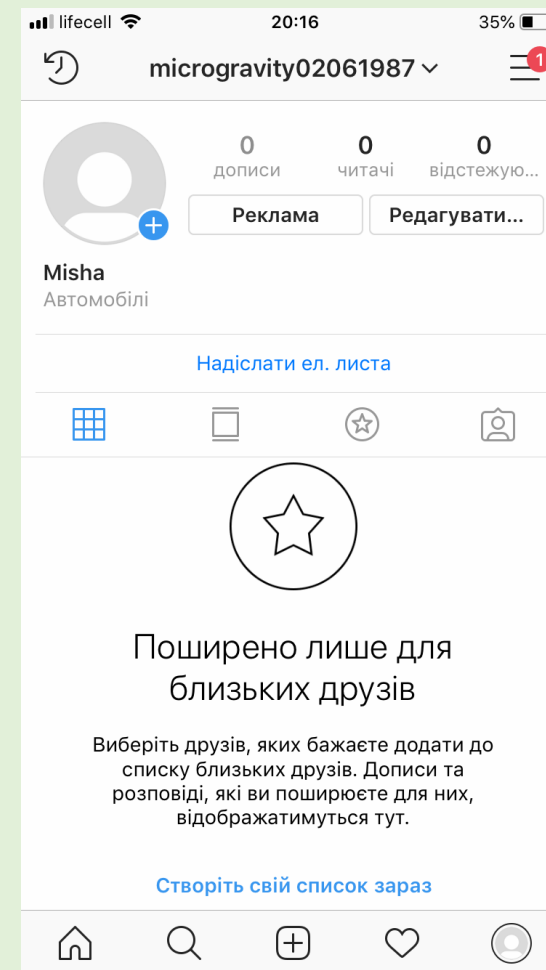 lifecell 20:16 35%
microgravity02061987 1
0 0 0
дописи читачі відстежую...
Реклама Редагувати...
Misha
Автомобілі
Надіслати ел. листа
Поширено лише для
близьких друзів
Виберіть друзів, яких бажаєте додати до
списку близьких друзів. Дописи та
розповіді, які ви поширюєте для них,
відображатимуться тут.
Створіть свій список зараз